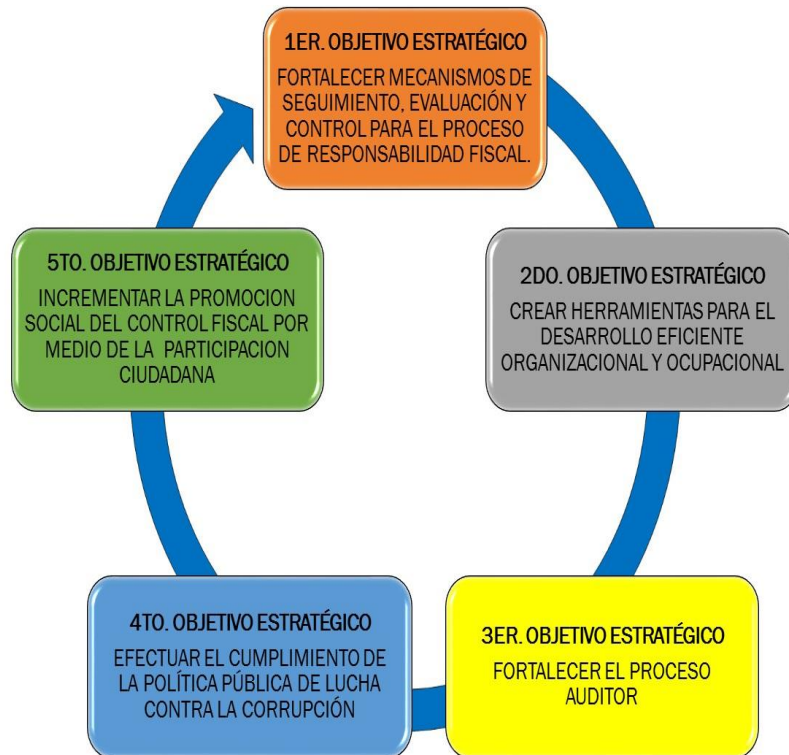 1ER. OBJETIVO ESTRATÉGICO
FORTALECER MECANISMOS DE
SEGUIMIENTO, EVALUACIÓN Y
CONTROL PARA EL PROCESO
DE RESPONSABILIDAD FISCAL.
2DO. OBJETIVO ESTRATÉGICO
CREAR HERRAMIENTAS PARA EL
DESARROLLO EFICIENTE
ORGANIZACIONAL Y OCUPACIONAL
3ER. OBJETIVO ESTRATÉGICO
FORTALECER EL PROCESO
AUDITOR
4TO. OBJETIVO ESTRATÉGICO
EFECTUAR EL CUMPLIMIENTO DE
LA POLÍTICA PÚBLICA DE LUCHA
CONTRA LA CORRUPCIÓN
5TO. OBJETIVO ESTRATÉGICO
INCREMENTAR LA PROMOCION
SOCIAL DEL CONTROL FISCAL POR
MEDIO DE LA PARTICIPACION
CIUDADANA